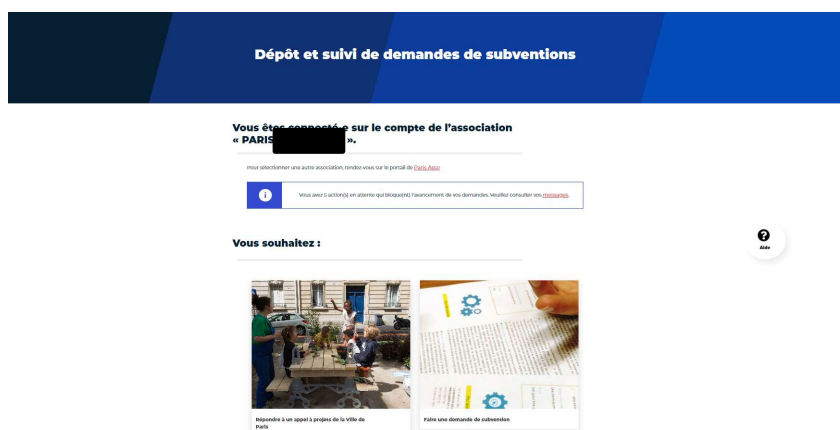 Dépôt et suivi de demandes de subventions
Vous êtes connecté·e sur le compte de l’association
« PARIS ».
Pour sélectionner une autre association, rendez-vous sur le portail de Paris Asso
Vous avez 5 action(s) en attente qui bloque(nt) l'avancement de vos demandes. Veuillez consulter vos messages.
Aide
Vous souhaitez :
Répondre à un appel à projets de la Ville de
Paris
Faire une demande de subvention